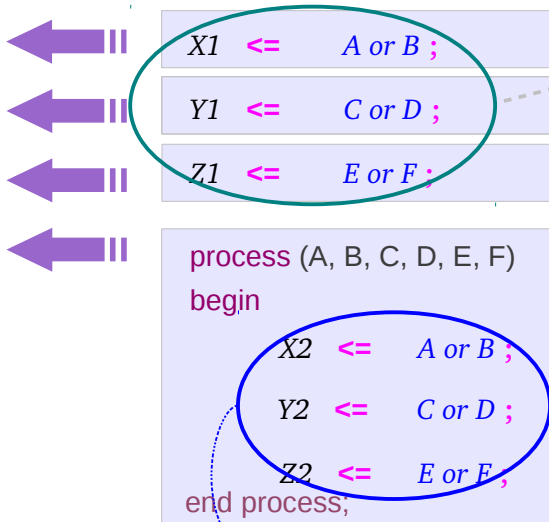 X1 <= A or B ;
Y1 <= C or D ;
Z1 <= E or F ;
process (A, B, C, D, E, F)
begin
X2 <= A or B ;
Y2 <= C or D ;
Z2 <= E or F ;
end process;